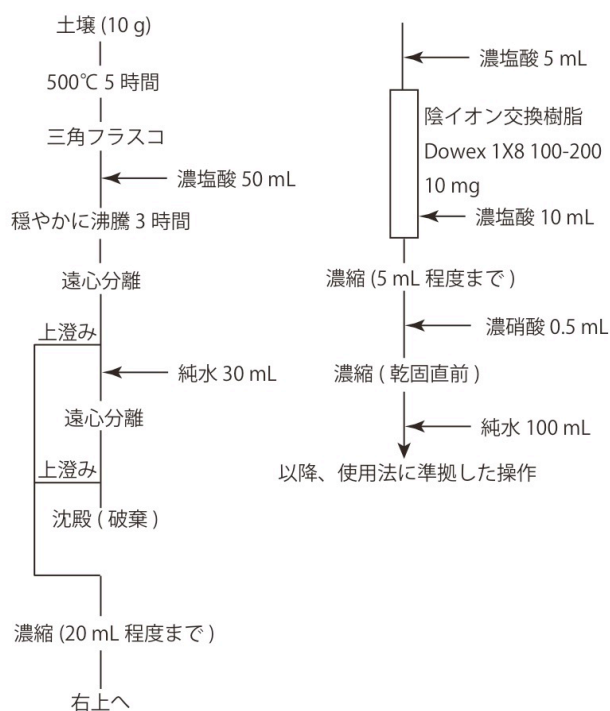 土壌 (10 g)
500℃ 5 時間
三角フラスコ
濃塩酸 50 mL
穏やかに沸騰 3 時間
遠心分離
上澄み
純水 30 mL
遠心分離
上澄み
沈殿 ( 破棄 )
濃縮 (20 mL 程度まで )
右上へ
濃塩酸 5 mL
陰イオン交換樹脂
Dowex 1X8 100-200
10 mg
濃塩酸 10 mL
濃縮 (5 mL 程度まで )
濃硝酸 0.5 mL
濃縮 ( 乾固直前 )
純水 100 mL
以降、使用法に準拠した操作